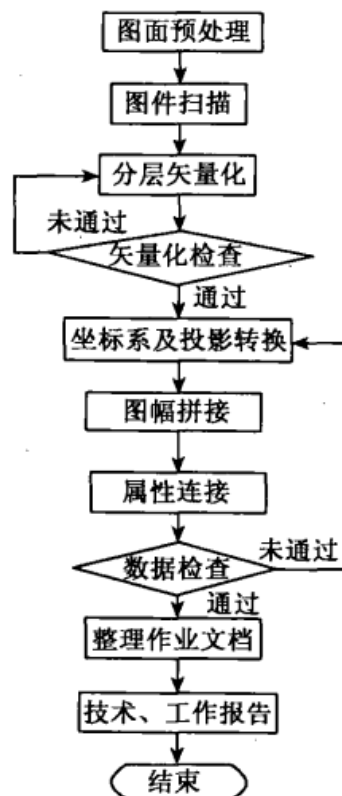 图面预处理
图件扫描
分层矢量化
未通过
矢量化检查
通过
坐标系及投影转换
图幅拼接
属性连接
未通过
数据检查
通过
整理作业文档
技术、工作报告
结束